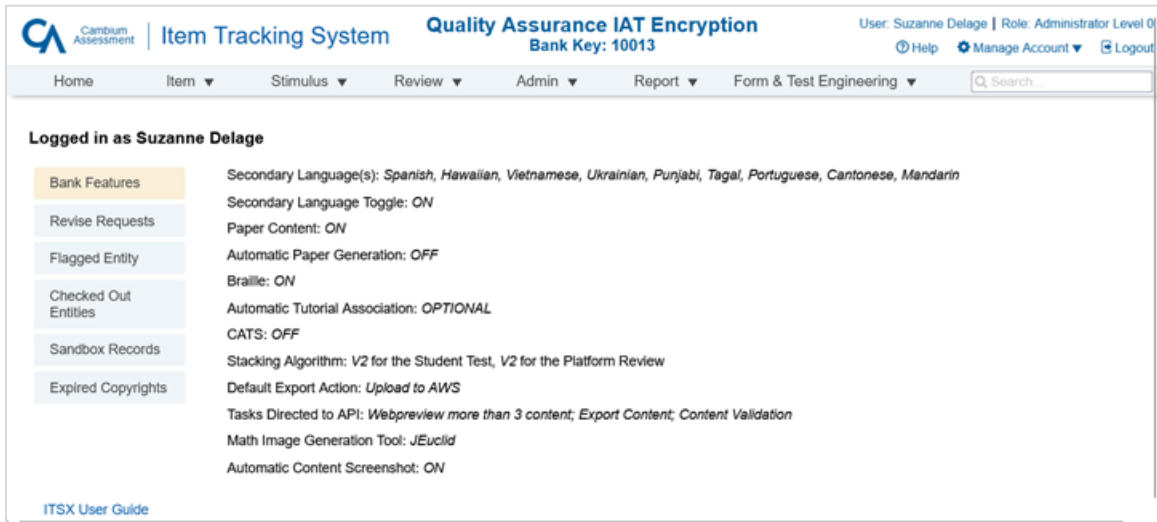 Cambium Assessment
Item Tracking System
Quality Assurance IAT Encryption
Bank Key: 10013
User: Suzanne Delage | Role: Administrator Level 0
Help Manage Account ▼ Logout
Home Item ▼ Stimulus ▼ Review ▼ Admin ▼ Report ▼ Form & Test Engineering ▼ Search...
Logged in as Suzanne Delage
Bank Features
Revise Requests
Flagged Entity
Checked Out
Entities
Sandbox Records
Expired Copyrights
Secondary Language(s): Spanish, Hawaiian, Vietnamese, Ukrainian, Punjabi, Tagal, Portuguese, Cantonese, Mandarin
Secondary Language Toggle: ON
Paper Content: ON
Automatic Paper Generation: OFF
Braille: ON
Automatic Tutorial Association: OPTIONAL
CATS: OFF
Stacking Algorithm: V2 for the Student Test, V2 for the Platform Review
Default Export Action: Upload to AWS
Tasks Directed to API: Webpreview more than 3 content; Export Content; Content Validation
Math Image Generation Tool: JEuclid
Automatic Content Screenshot: ON
ITSX User Guide